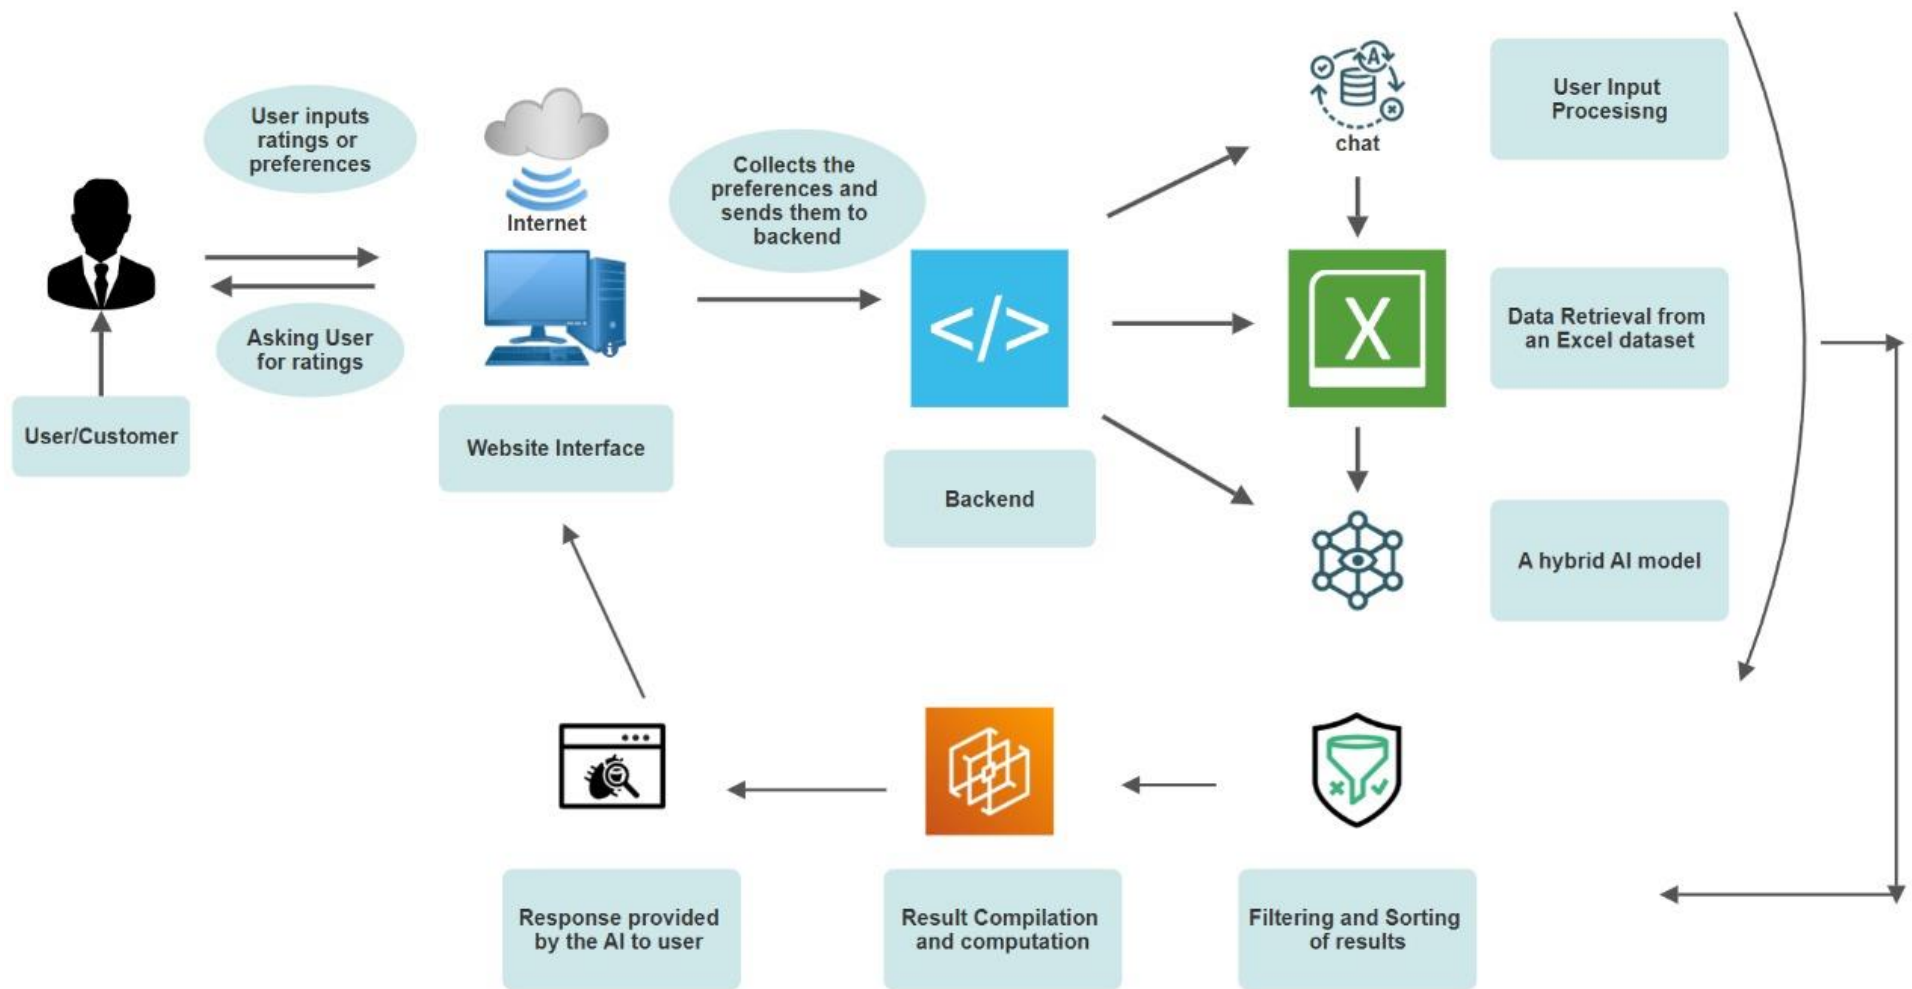 User inputs
ratings or
preferences
Internet
Collects the
preferences and
sends them to
backend
chat
User Input
Procesisng
Asking User
for ratings
</>
X
Data Retrieval from
an Excel dataset
User/Customer
Website Interface
Backend
A hybrid AI model
Response provided
by the AI to user
Result Compilation
and computation
Filtering and Sorting
of results